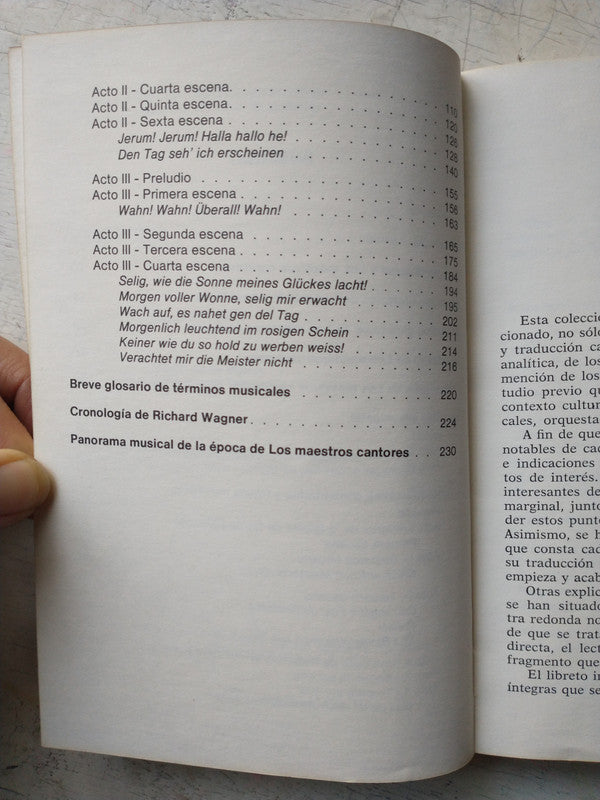 Acto II - Cuarta escena. . . . . . . . . . . . . . . . 110
Acto II - Quinta escena. . . . . . . . . . . . . . . . 120
Acto II - Sexta escena . . . . . . . . . . . . . . . . 126
Jerum! Jerum! Halla hallo he! . . . . . . . . . . . 128
Den Tag seh' ich erscheinen . . . . . . . . . . . 140
Acto III - Preludio . . . . . . . . . . . . . . . . 155
Acto III - Primera escena . . . . . . . . . . . . . . 156
Wahn! Wahn! Überall! Wahn! . . . . . . . . . . . 163
Acto III - Segunda escena . . . . . . . . . . . . . . 165
Acto III - Tercera escena . . . . . . . . . . . . . . 175
Acto III - Cuarta escena . . . . . . . . . . . . . . 184
Selig, wie die Sonne meines Glückes lacht! . . . . . 194
Morgen voller Wonne, selig mir erwacht . . . . . . 195
Wach auf, es nahet gen del Tag . . . . . . . . . 202
Morgenlich leuchtend im rosigen Schein . . . . . . 211
Keiner wie du so hold zu werben weiss! . . . . . . 214
Verachtet mir die Meister nicht . . . . . . . . . 216
Breve glosario de términos musicales . . . . . . . . . 220
Cronología de Richard Wagner . . . . . . . . . . . . 224
Panorama musical de la época de Los maestros cantores . . 230
Esta colecci
cionado, no sól
y traducción ca
analítica, de los
mención de los
tudio previo qu
contexto cultur
cales, orquesta
A fin de que
notables de cad
e indicaciones
tos de interés.
interesantes de
marginal, junto
der estos punto
Asimismo, se h
que consta cad
su traducción
empieza y acab
Otras explic
se han situado
tra redonda no
de que se trata
directa, el lect
fragmento que
El libreto in
íntegras que se